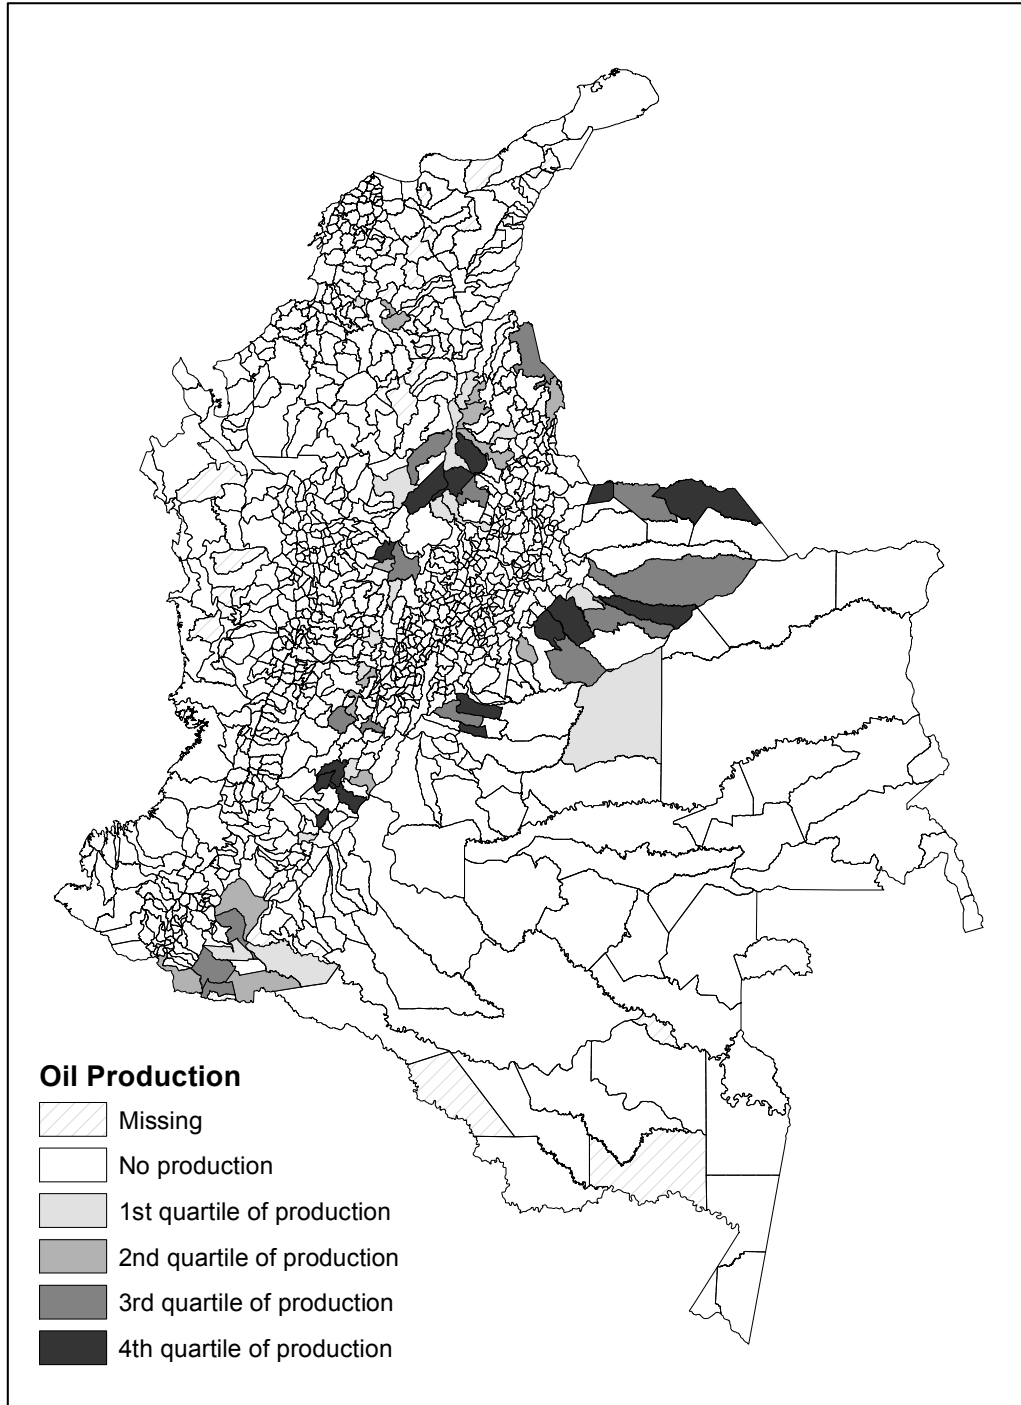 Oil Production
Missing
No production
1st quartile of production
2nd quartile of production
3rd quartile of production
4th quartile of production